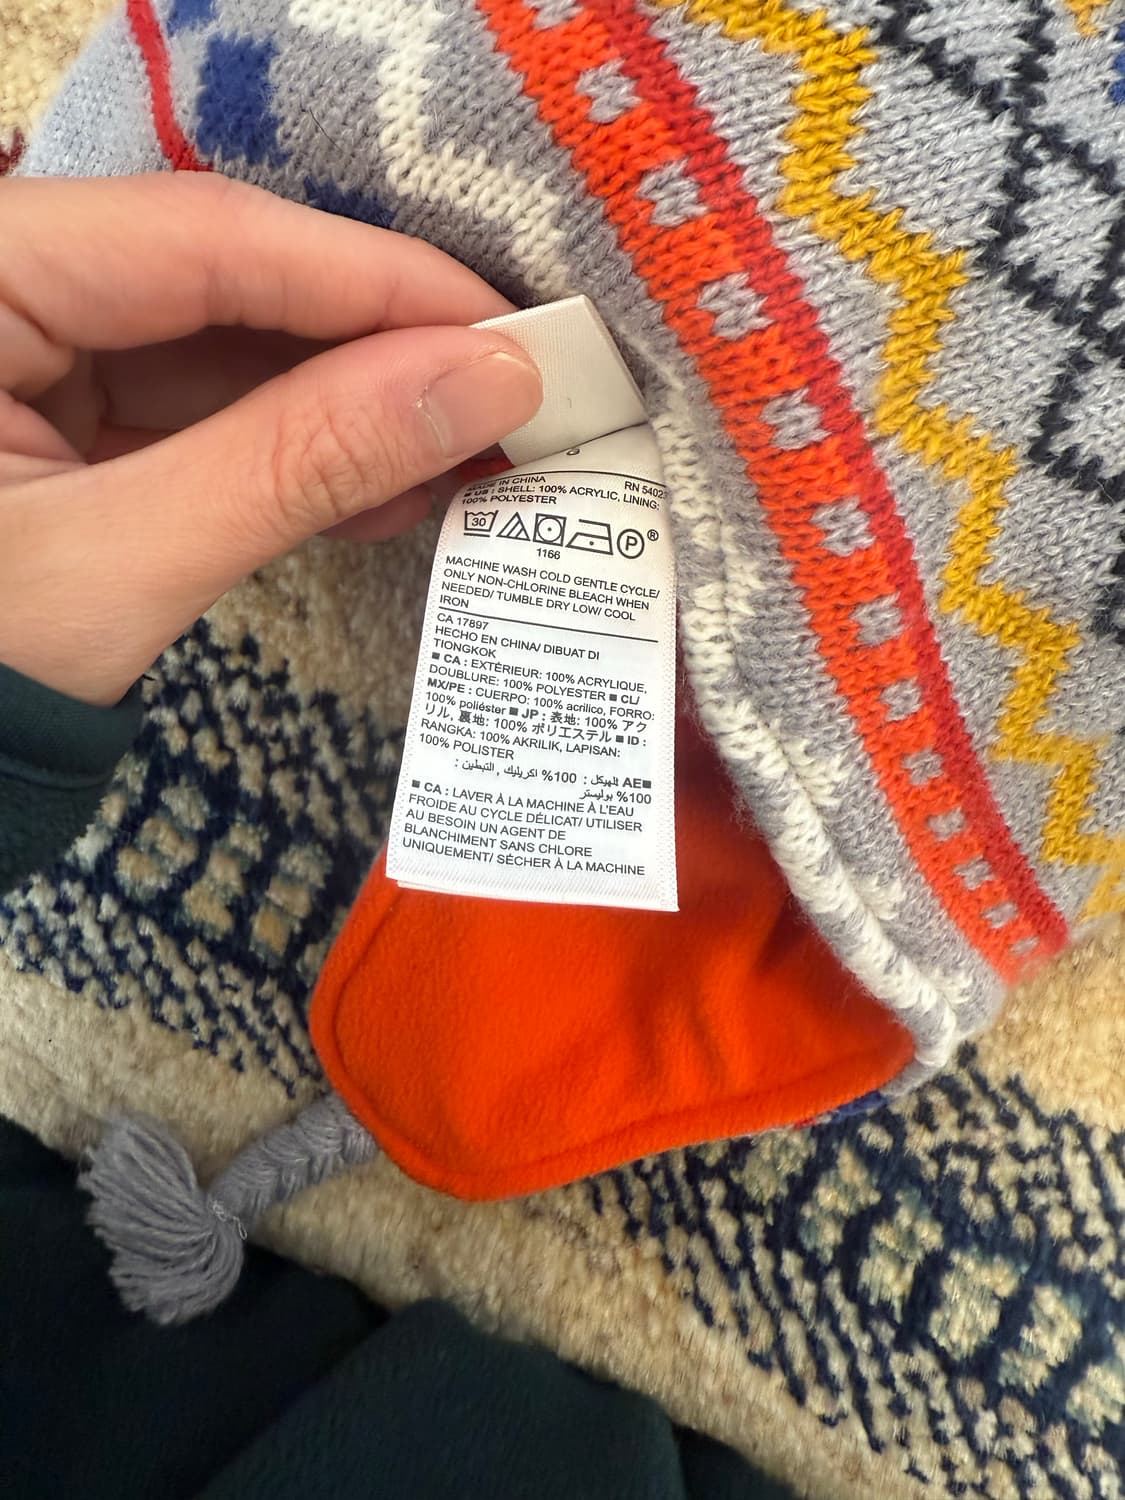 MADE IN CHINA RN 5402
■ US : SHELL: 100% ACRYLIC, LINING:
100% POLYESTER
30 P ®
1166
MACHINE WASH COLD GENTLE CYCLE/
ONLY NON-CHLORINE BLEACH WHEN
NEEDED/ TUMBLE DRY LOW/ COOL
IRON
CA 17897
HECHO EN CHINA/ DIBUAT DI
TIONGKOK
■ CA : EXTÉRIEUR: 100% ACRYLIQUE,
DOUBLURE: 100% POLYESTER ■ CL/
MX/PE : CUERPO: 100% acrílico, FORRO:
100% poliéster ■ JP : 表地: 100% アク
リル, 裏地: 100% ポリエステル ■ ID :
RANGKA: 100% AKRILIK, LAPISAN:
100% POLISTER
■AE الهيكل : 100% اكريليك , التبطين :
100% بوليستر
■ CA : LAVER À LA MACHINE À L'EAU
FROIDE AU CYCLE DÉLICAT/ UTILISER
AU BESOIN UN AGENT DE
BLANCHIMENT SANS CHLORE
UNIQUEMENT/ SÉCHER À LA MACHINE